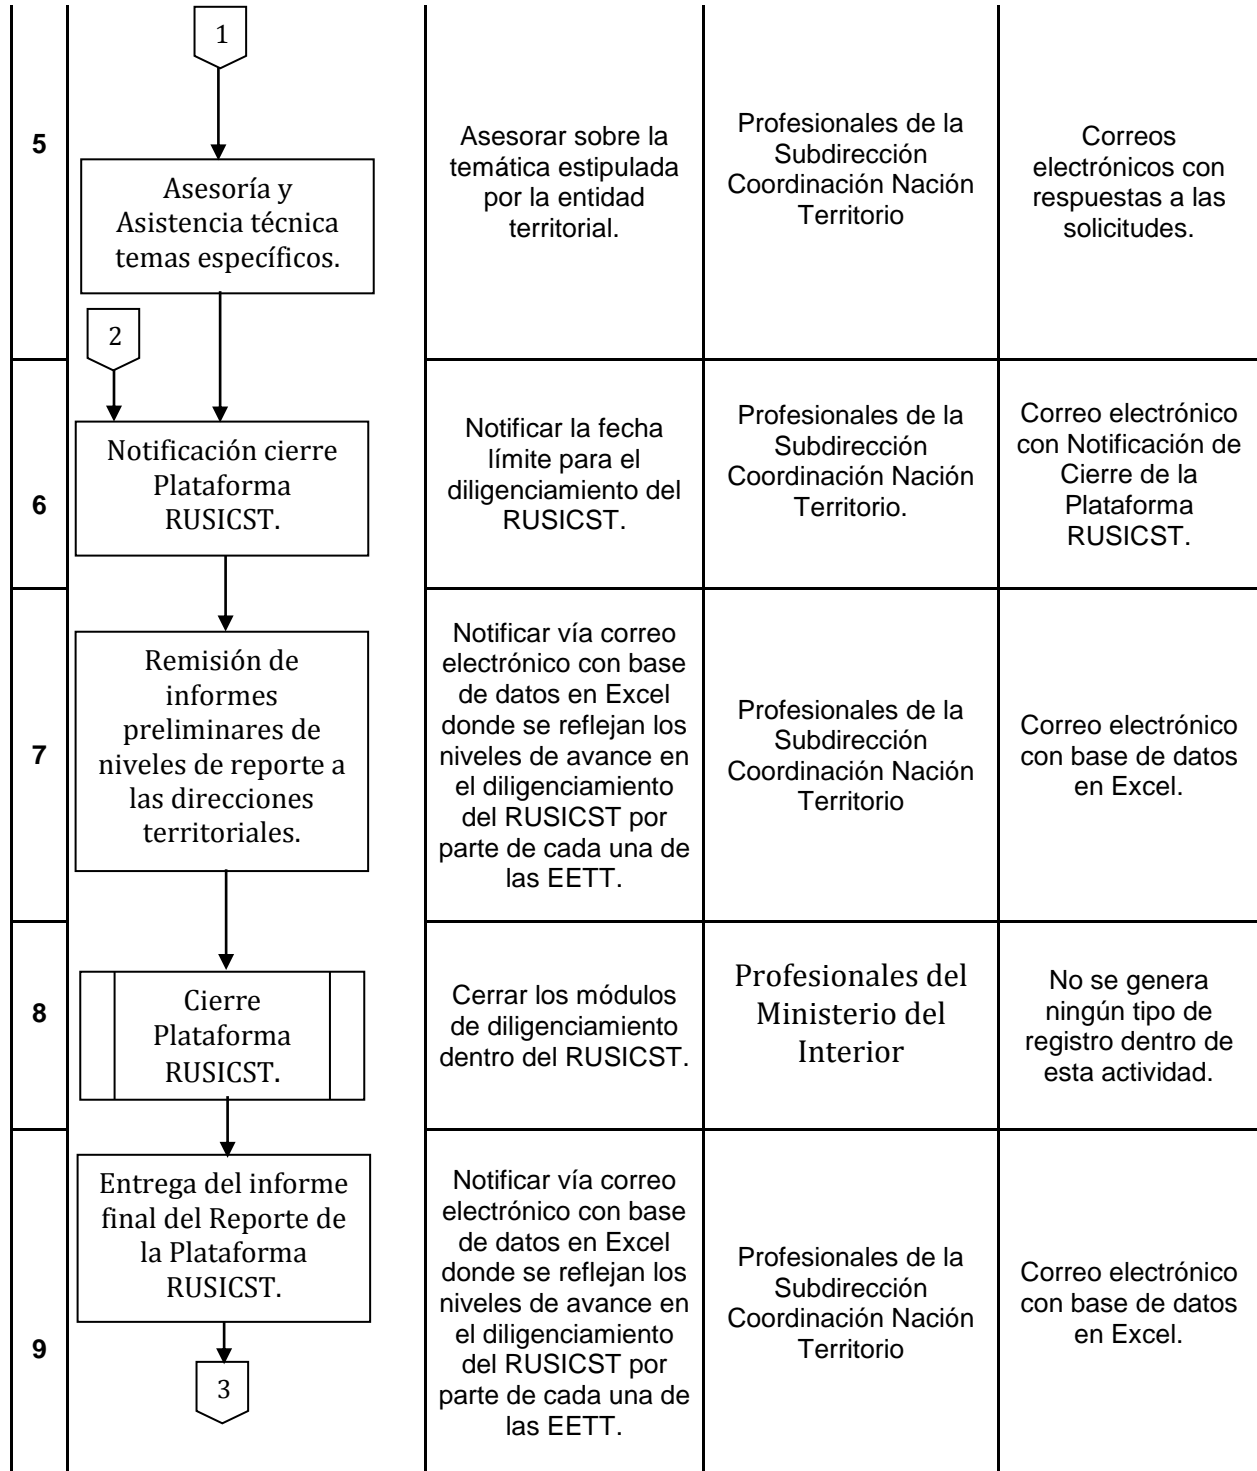 1
5
Asesoría y
Asistencia técnica
temas específicos.
Asesorar sobre la
temática estipulada
por la entidad
territorial.
Profesionales de la
Subdirección
Coordinación Nación
Territorio
Correos
electrónicos con
respuestas a las
solicitudes.
2
6
Notificación cierre
Plataforma
RUSICST.
Notificar la fecha
límite para el
diligenciamiento del
RUSICST.
Profesionales de la
Subdirección
Coordinación Nación
Territorio.
Correo electrónico
con Notificación de
Cierre de la
Plataforma
RUSICST.
7
Remisión de
informes
preliminares de
niveles de reporte a
las direcciones
territoriales.
Notificar vía correo
electrónico con base
de datos en Excel
donde se reflejan los
niveles de avance en
el diligenciamiento
del RUSICST por
parte de cada una de
las EETT.
Profesionales de la
Subdirección
Coordinación Nación
Territorio
Correo electrónico
con base de datos
en Excel.
8
Cierre
Plataforma
RUSICST.
Cerrar los módulos
de diligenciamiento
dentro del RUSICST.
Profesionales del
Ministerio del
Interior
No se genera
ningún tipo de
registro dentro de
esta actividad.
9
Entrega del informe
final del Reporte de
la Plataforma
RUSICST.
3
Notificar vía correo
electrónico con base
de datos en Excel
donde se reflejan los
niveles de avance en
el diligenciamiento
del RUSICST por
parte de cada una de
las EETT.
Profesionales de la
Subdirección
Coordinación Nación
Territorio
Correo electrónico
con base de datos
en Excel.